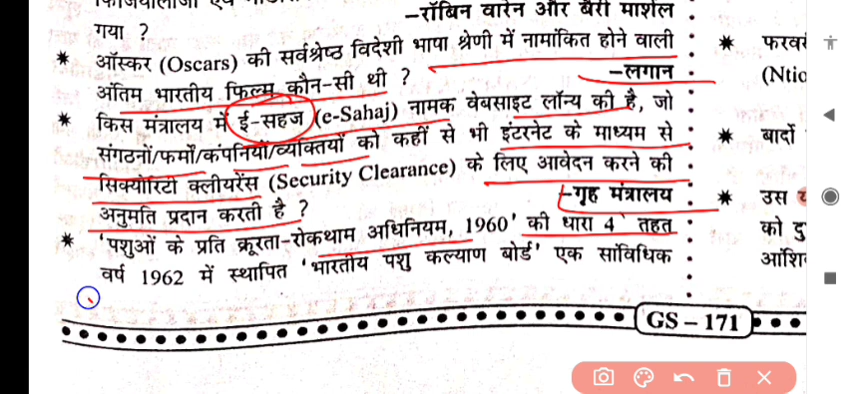 –रॉबिन वारेन और बैरी मार्शल
गया ?
* ऑस्कर (Oscars) की सर्वश्रेष्ठ विदेशी भाषा श्रेणी में नामांकित होने वाली
अंतिम भारतीय फिल्म कौन-सी थी ?
–लगान
* किस मंत्रालय में ई-सहज (e-Sahaj) नामक वेबसाइट लॉन्च की है, जो
संगठनों/फर्मों/कंपनियों/व्यक्तियों को कहीं से भी इंटरनेट के माध्यम से
सिक्योरिटी क्लीयरेंस (Security Clearance) के लिए आवेदन करने की
अनुमति प्रदान करती है ?
–गृह मंत्रालय
* 'पशुओं के प्रति क्रूरता-रोकथाम अधिनियम, 1960' की धारा 4 तहत
वर्ष 1962 में स्थापित 'भारतीय पशु कल्याण बोर्ड' एक सांविधिक
GS – 171
* फरवरी
(Ntic
* बादों
* उस
को दु